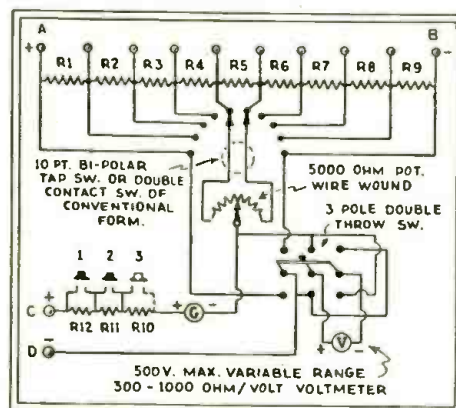 A B
+ -
R1 R2 R3 R4 R5 R6 R7 R8 R9
10 PT. BI-POLAR
TAP SW. OR DOUBLE
CONTACT SW. OF
CONVENTIONAL
FORM.
5000 OHM POT.
WIRE WOUND
3 POLE DOUBLE
THROW SW.
1 2 3
C + + G -
R12 R11 R10
D -
+ V -
500V. MAX. VARIABLE RANGE
300-1000 OHM/VOLT VOLTMETER